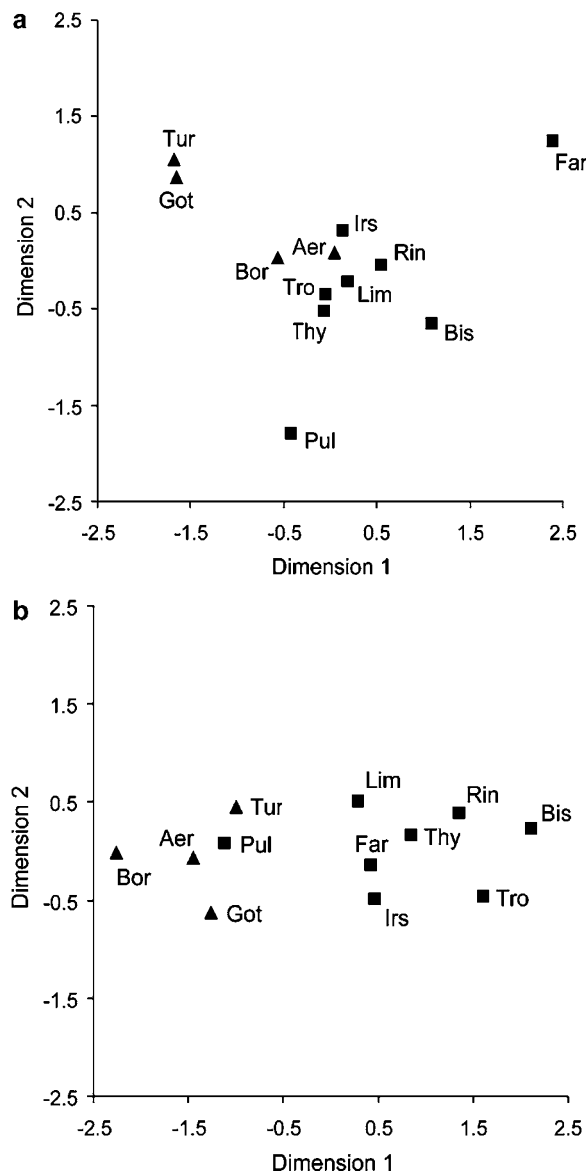 a
2.5
1.5
0.5
-0.5
-1.5
-2.5
Dimension 2
Tur
Got
Far
Irs
Aer
Rin
Bor
Tro
Lim
Thy
Bis
Pul
-2.5 -1.5 -0.5 0.5 1.5 2.5
Dimension 1
b
2.5
1.5
0.5
-0.5
-1.5
-2.5
Dimension 2
Lim
Tur
Rin
Bis
Aer
Pul
Far
Thy
Bor
Got
Irs
Tro
-2.5 -1.5 -0.5 0.5 1.5 2.5
Dimension 1